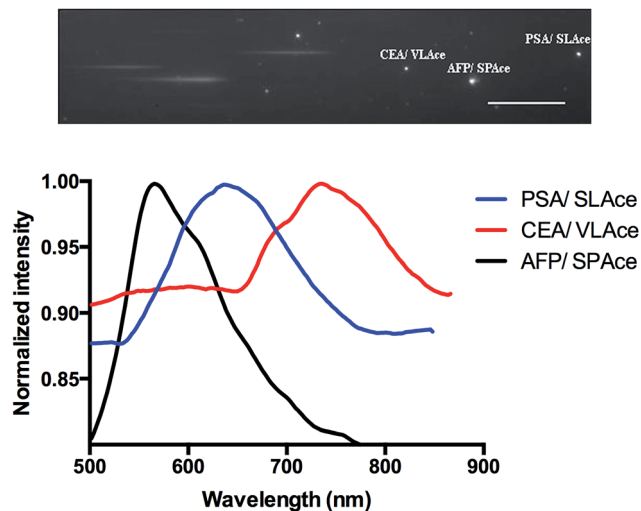 PSA/ SLAce
CEA/ VLAce
AFP/ SPAce
1.00
0.95
0.90
0.85
500
600
700
800
900
Normalized intensity
Wavelength (nm)
PSA/ SLAce
CEA/ VLAce
AFP/ SPAce